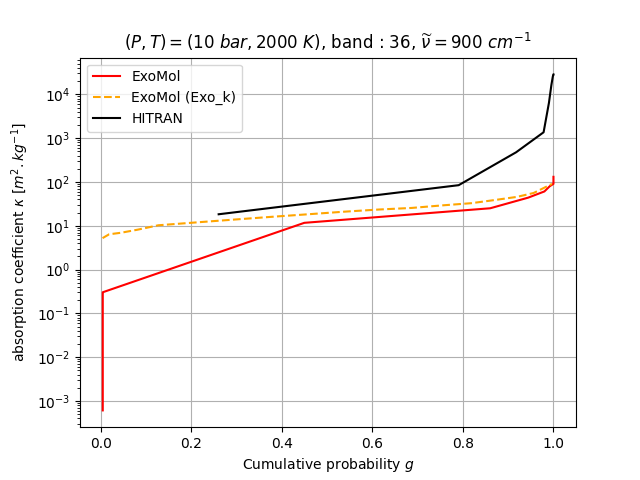 (P, T) = (10 bar, 2000 K), band : 36, ν̃ = 900 cm⁻¹
ExoMol
ExoMol (Exo_k)
HITRAN
absorption coefficient κ [m². kg⁻¹]
10⁴
10³
10²
10¹
10⁰
10⁻¹
10⁻²
10⁻³
0.0 0.2 0.4 0.6 0.8 1.0
Cumulative probability g